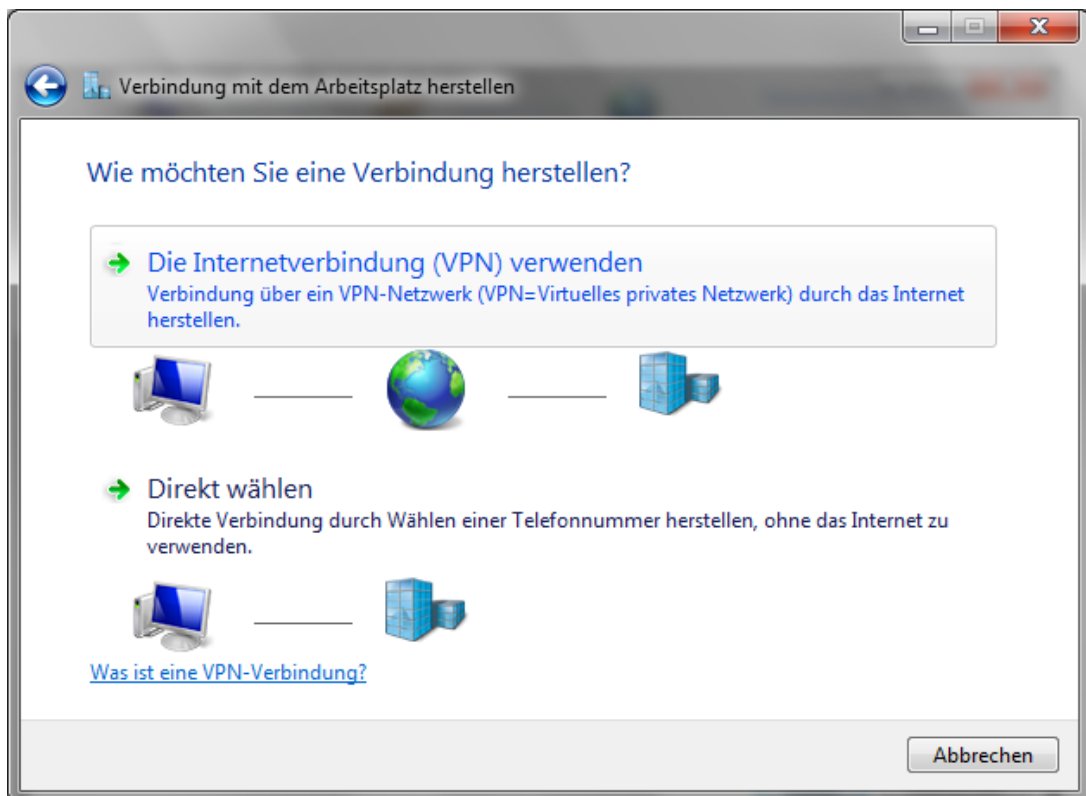 Verbindung mit dem Arbeitsplatz herstellen
Wie möchten Sie eine Verbindung herstellen?
Die Internetverbindung (VPN) verwenden
Verbindung über ein VPN-Netzwerk (VPN=Virtuelles privates Netzwerk) durch das Internet
herstellen.
Direkt wählen
Direkte Verbindung durch Wählen einer Telefonnummer herstellen, ohne das Internet zu
verwenden.
Was ist eine VPN-Verbindung?
Abbrechen